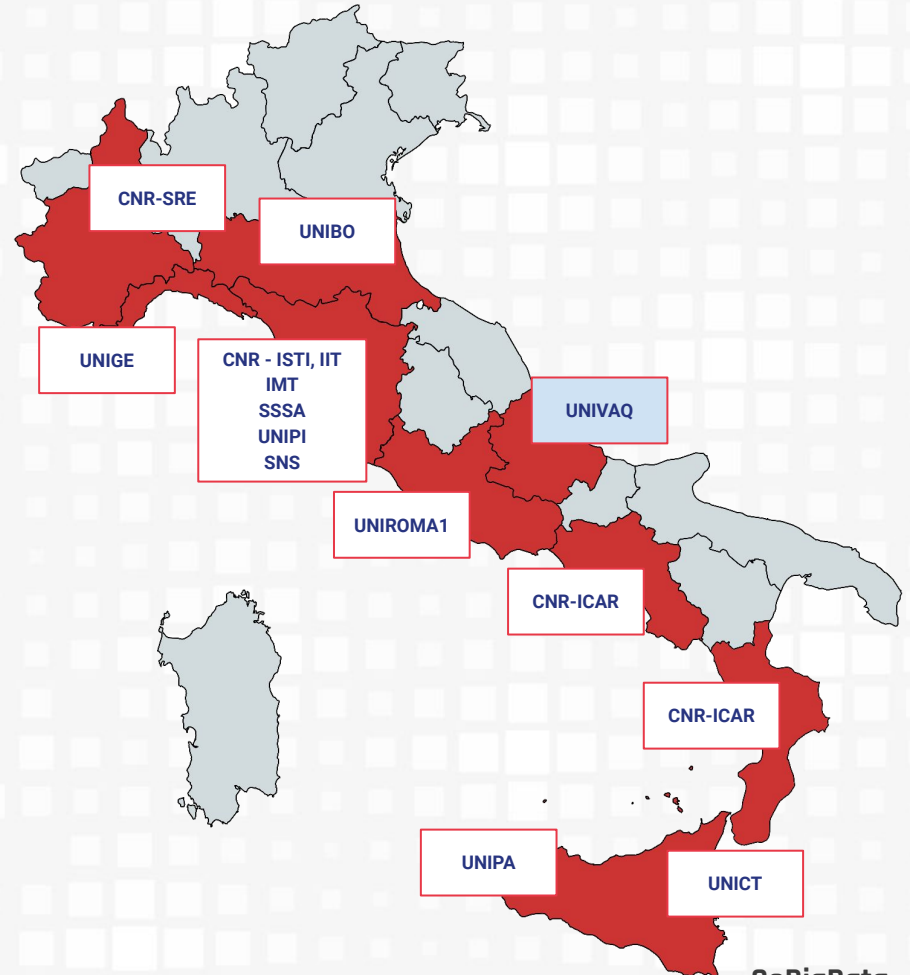 CNR-SRE
UNIBO
UNIGE
CNR - ISTI, IIT
IMT
SSSA
UNIPI
SNS
UNIVAQ
UNIROMA1
CNR-ICAR
CNR-ICAR
UNIPA
UNICT